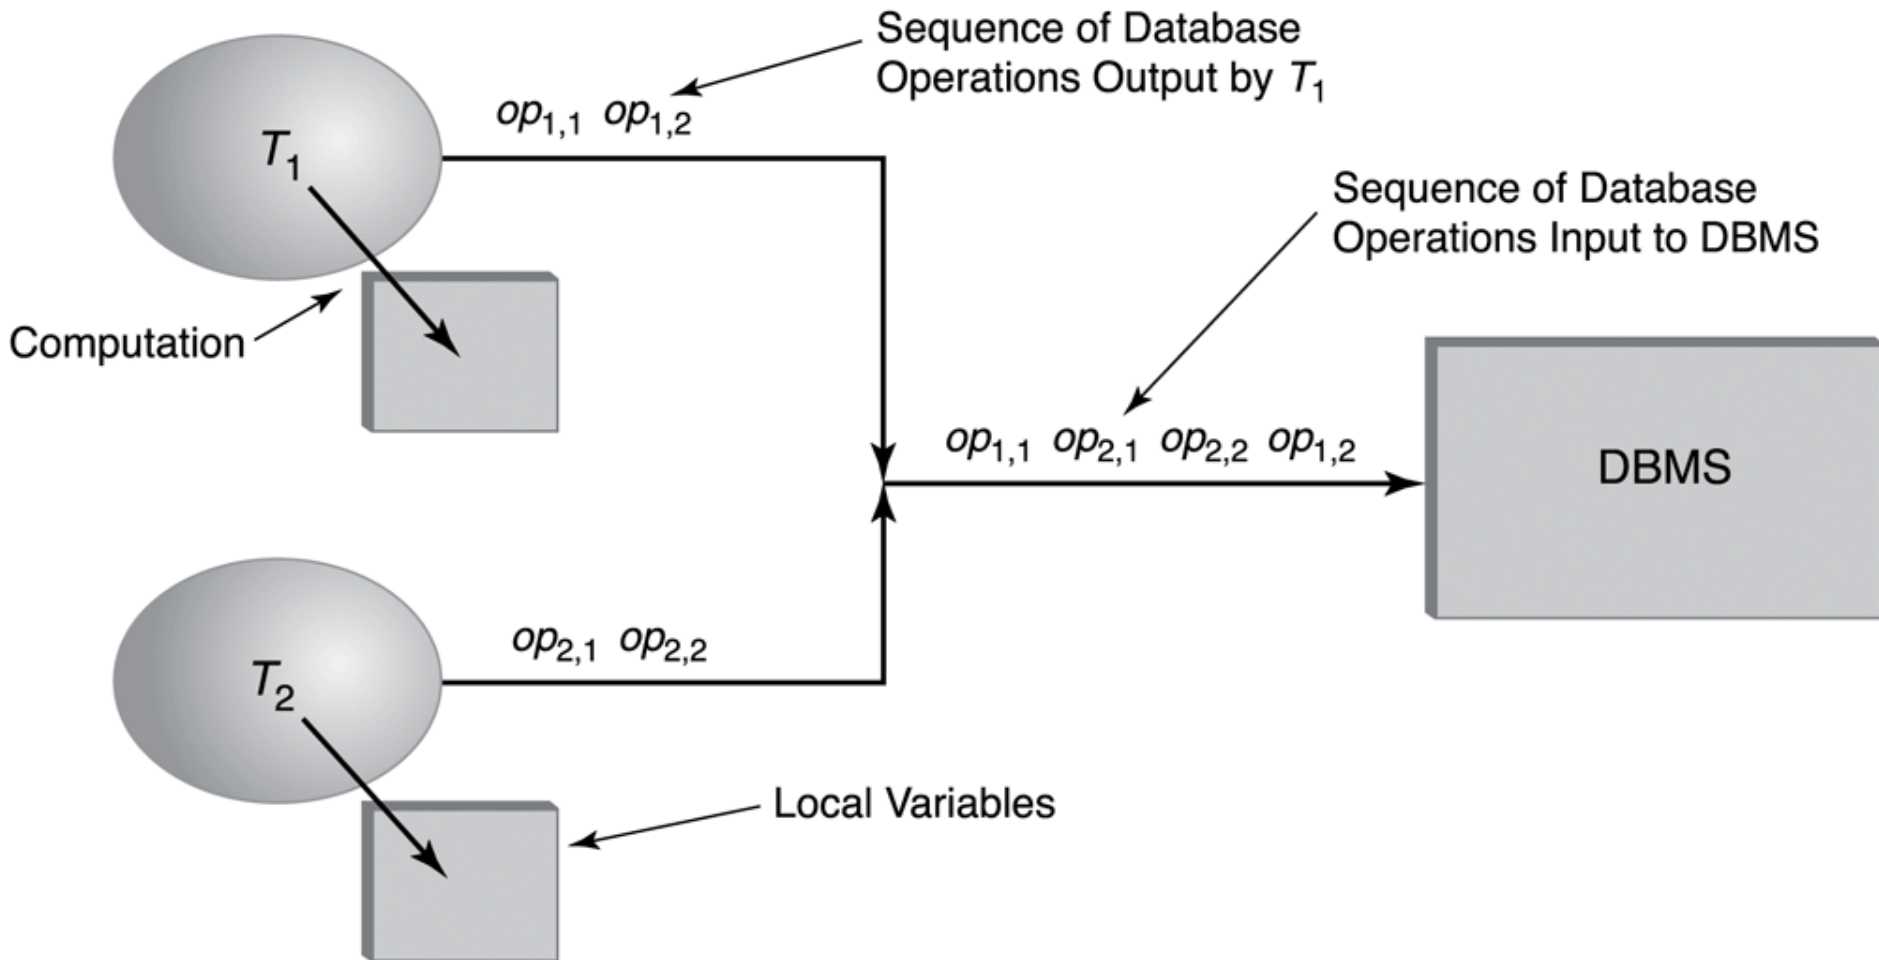 Sequence of Database
Operations Output by T₁
op₁,₁ op₁,₂
T₁
Sequence of Database
Operations Input to DBMS
Computation
op₁,₁ op₂,₁ op₂,₂ op₁,₂
DBMS
op₂,₁ op₂,₂
T₂
Local Variables